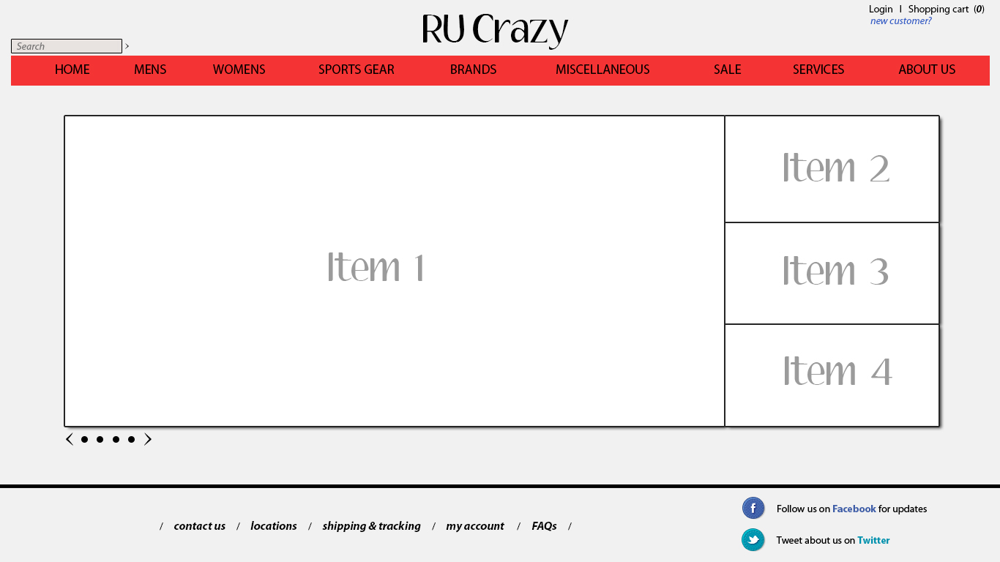 Login | Shopping cart (0)
new customer?
RU Crazy
Search >
HOME MENS WOMENS SPORTS GEAR BRANDS MISCELLANEOUS SALE SERVICES ABOUT US
Item 1
Item 2
Item 3
Item 4
/ contact us / locations / shipping & tracking / my account / FAQs /
f
Follow us on Facebook for updates
Tweet about us on Twitter